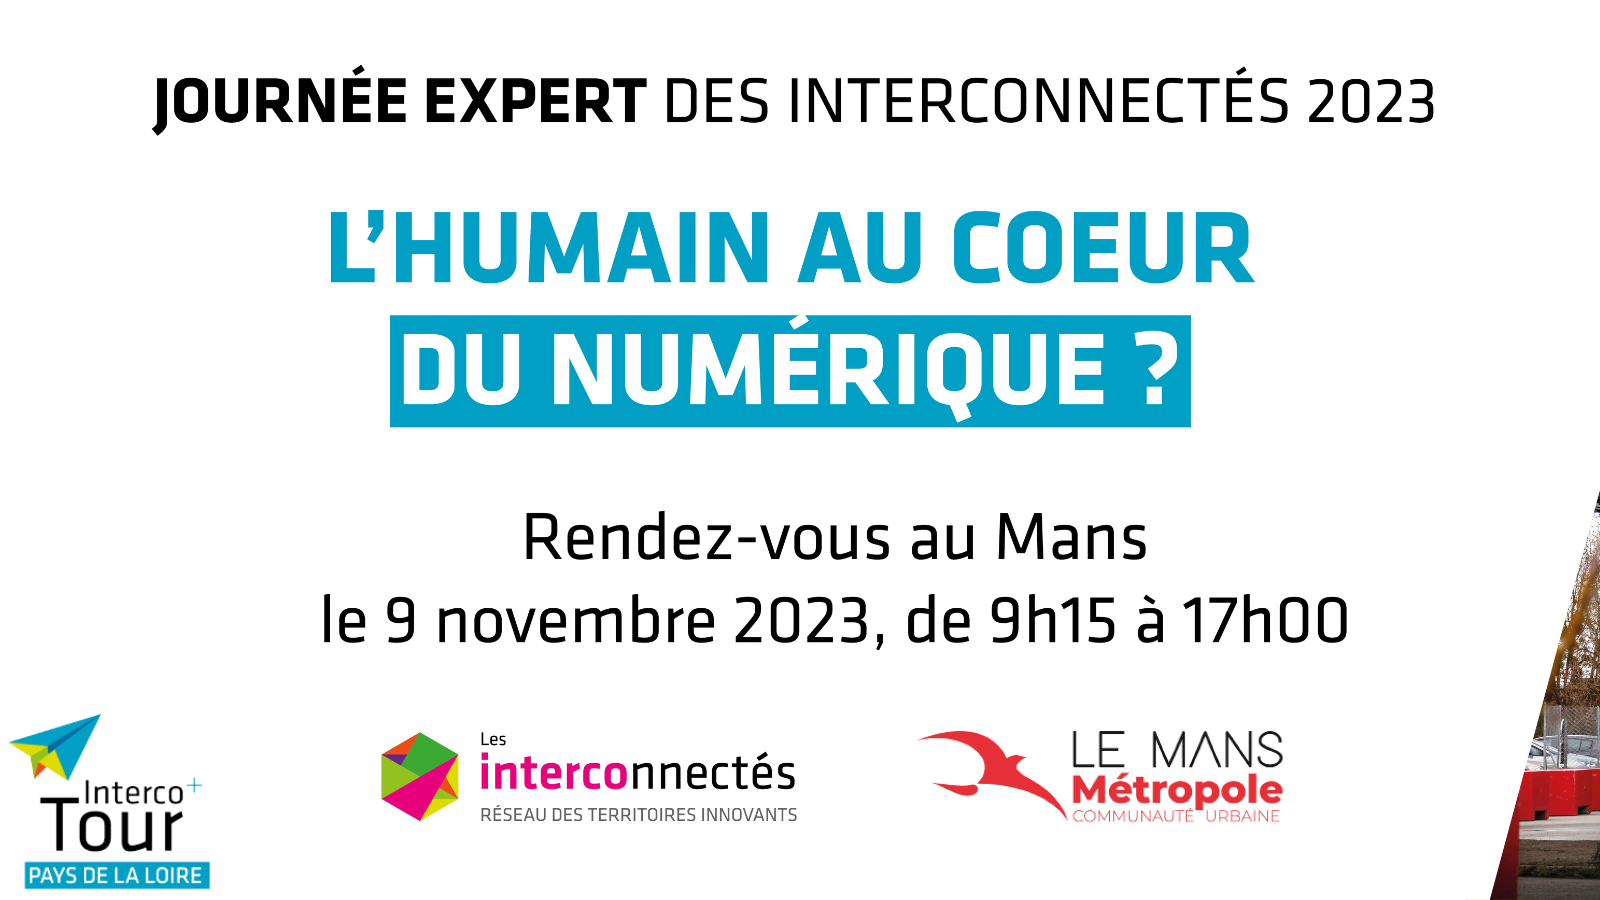 JOURNÉE EXPERT DES INTERCONNECTÉS 2023
L’HUMAIN AU COEUR
DU NUMÉRIQUE ?
Rendez-vous au Mans
le 9 novembre 2023, de 9h15 à 17h00
Interco+
Tour
PAYS DE LA LOIRE
Les
interconnectés
RÉSEAU DES TERRITOIRES INNOVANTS
LE MANS
Métropole
COMMUNAUTÉ URBAINE